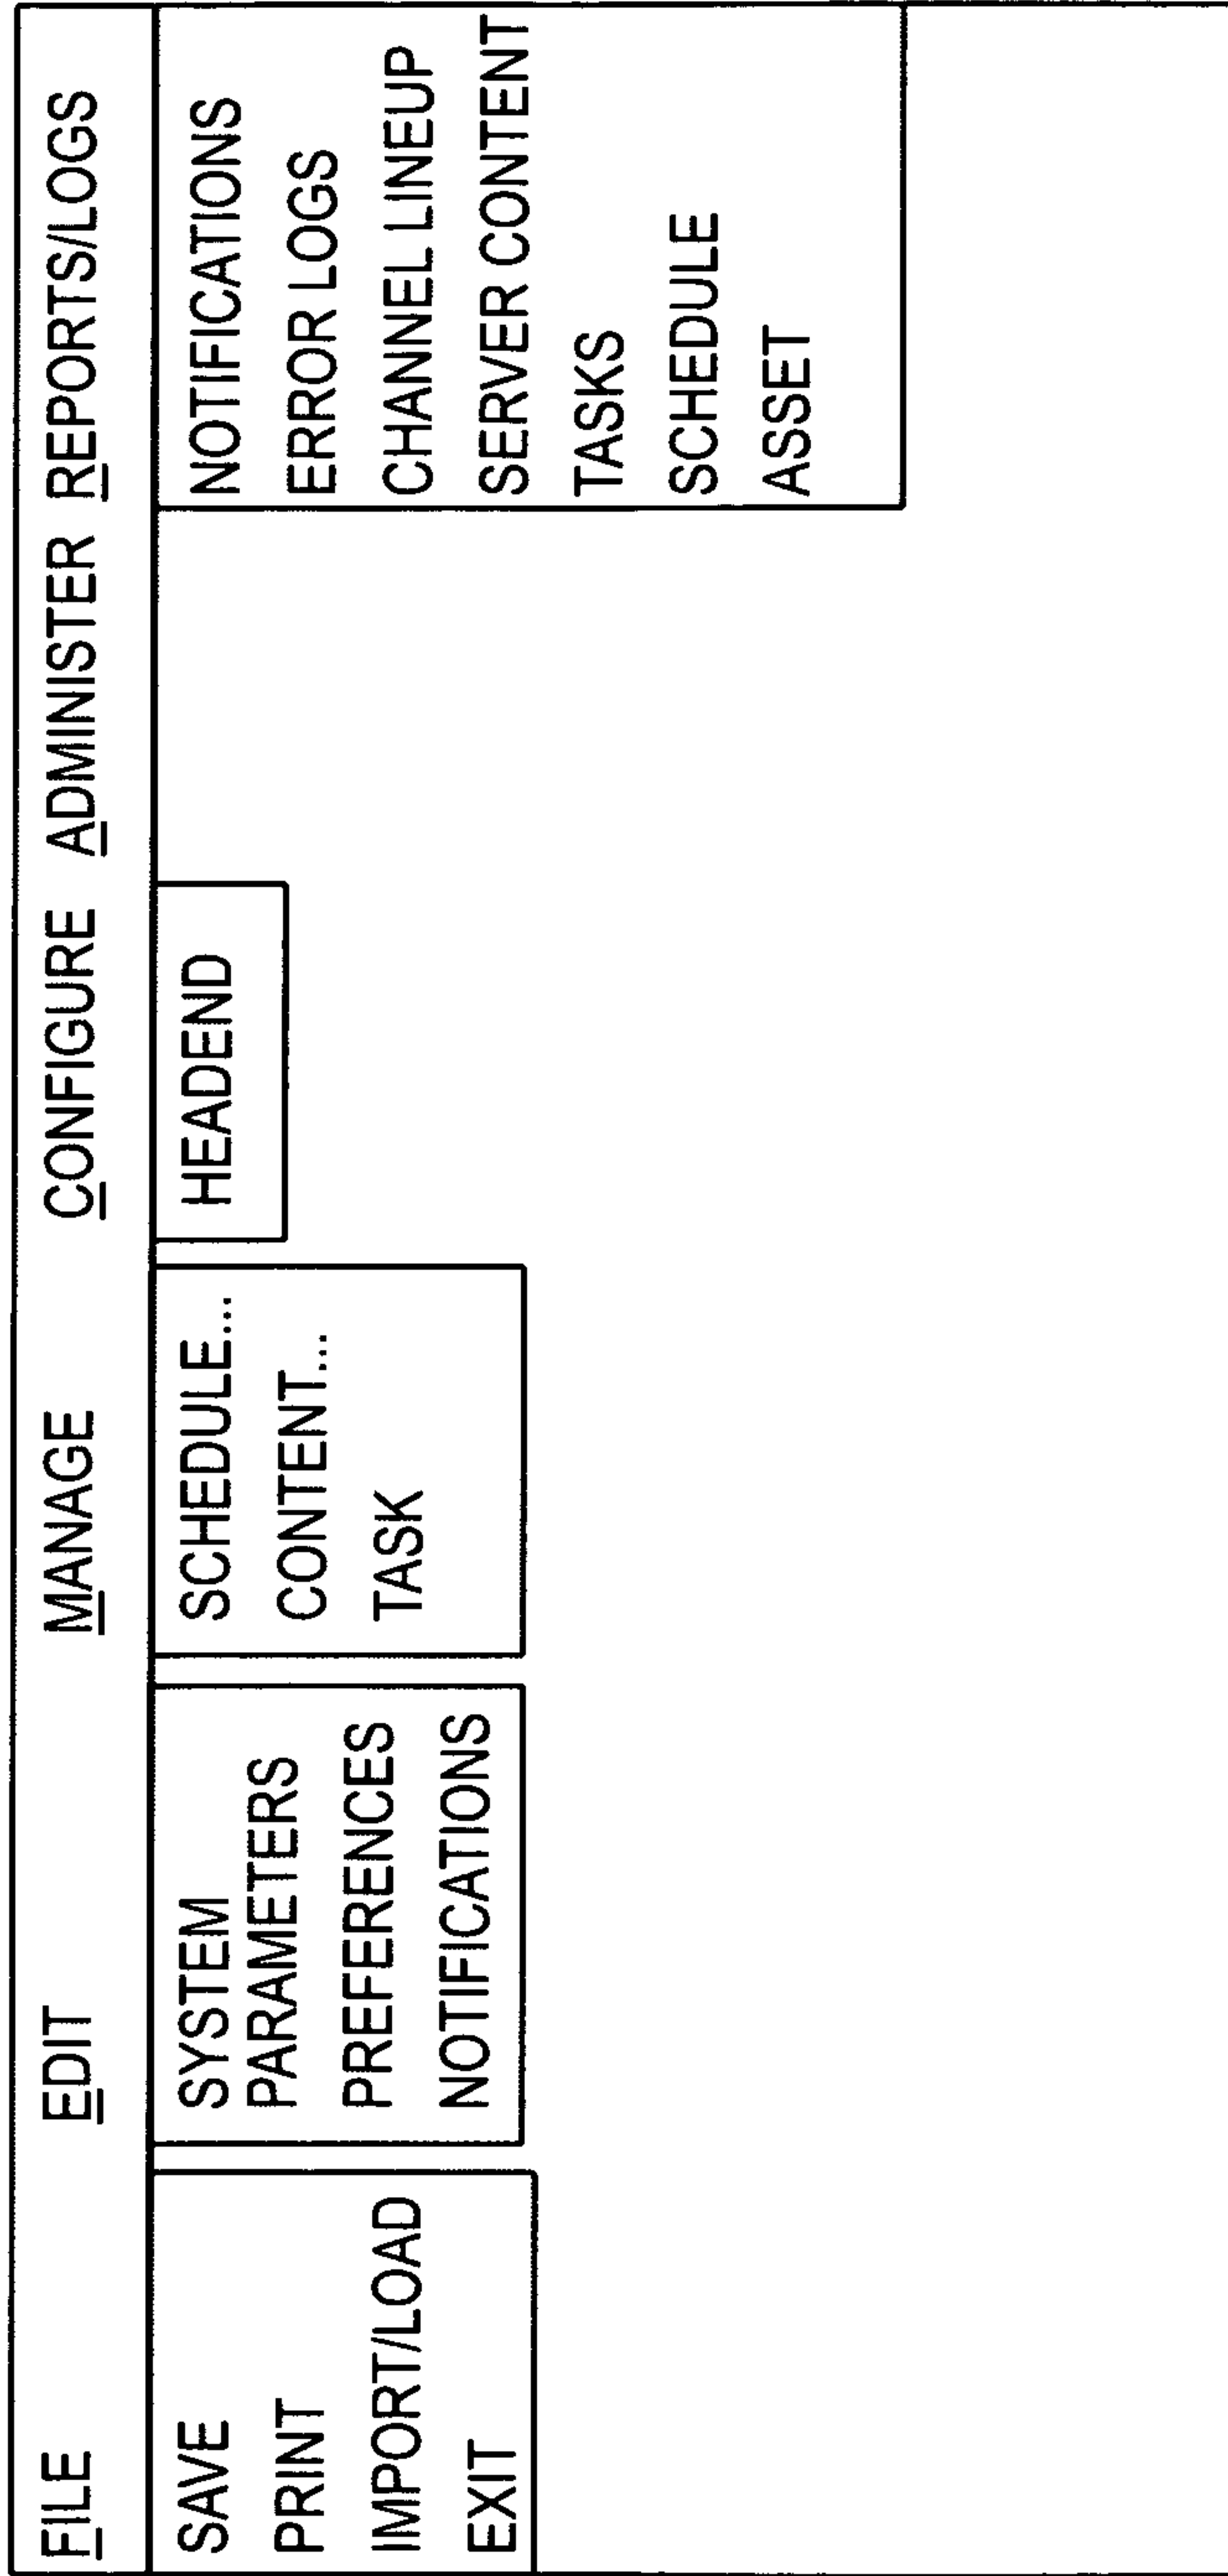 FILE EDIT MANAGE CONFIGURE ADMINISTER REPORTS/LOGS
SAVE
PRINT
IMPORT/LOAD
EXIT
SYSTEM
PARAMETERS
PREFERENCES
NOTIFICATIONS
SCHEDULE...
CONTENT...
TASK
HEADEND
NOTIFICATIONS
ERROR LOGS
CHANNEL LINEUP
SERVER CONTENT
TASKS
SCHEDULE
ASSET